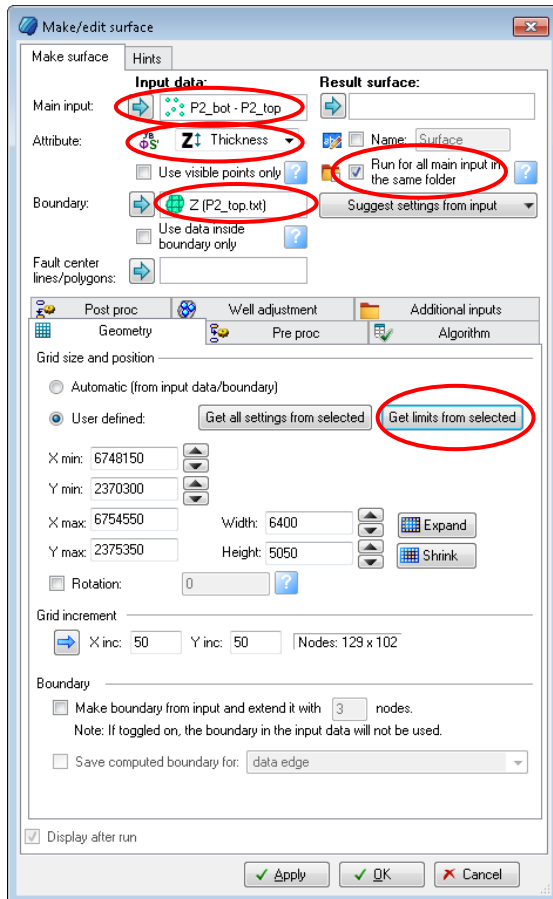 Make/edit surface
Make surface
Hints
Input data:
Result surface:
Main input:
P2_bot - P2_top
Attribute:
Z Thickness
Name:
Surface
Use visible points only
?
Run for all main input in
the same folder
?
Boundary:
Z (P2_top.txt)
Suggest settings from input
Use data inside
boundary only
?
Fault center
lines/polygons:
Post proc
Well adjustment
Additional inputs
Geometry
Pre proc
Algorithm
Grid size and position
Automatic (from input data/boundary)
User defined:
Get all settings from selected
Get limits from selected
X min: 6748150
Y min: 2370300
X max: 6754550
Width: 6400
Expand
Y max: 2375350
Height: 5050
Shrink
Rotation: 0
?
Grid increment
X inc: 50
Y inc: 50
Nodes: 129 x 102
Boundary
Make boundary from input and extend it with 3 nodes.
Note: If toggled on, the boundary in the input data will not be used.
Save computed boundary for: data edge
Display after run
Apply
OK
Cancel